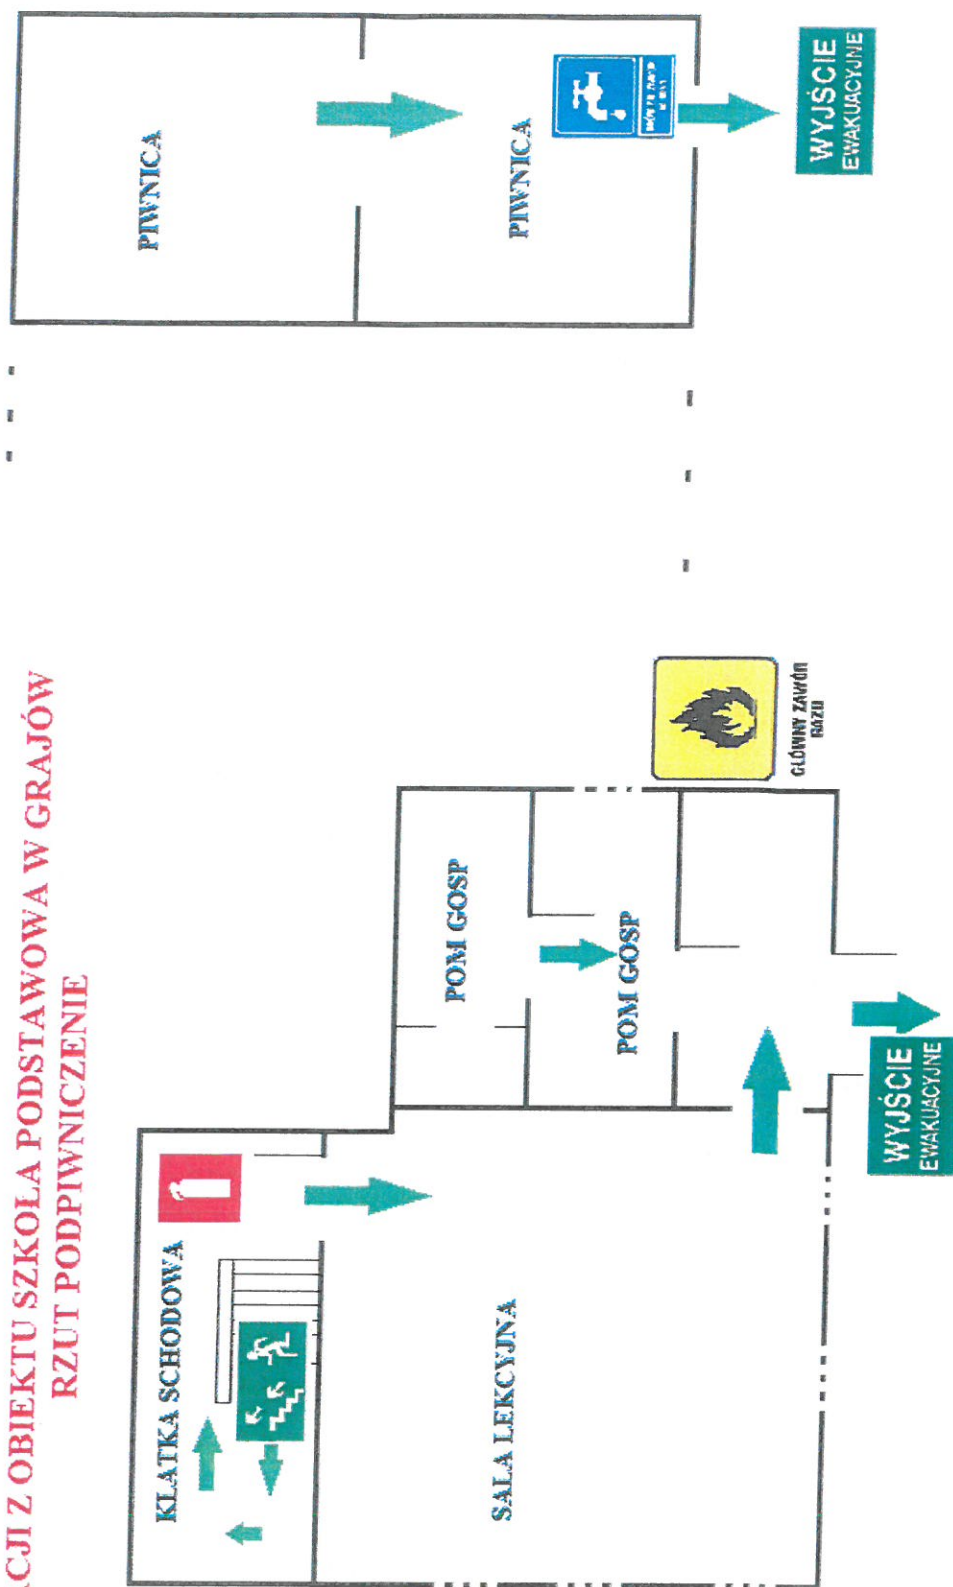 CJI Z OBIEKTU SZKOŁA PODSTAWOWA W GRAJÓW
RZUT PODPIWNICZENIE
KLATKA SCHODOWA
SALA LEKCYJNA
POM GOSP
POM GOSP
WYJŚCIE
EWAKUACYJNE
GŁÓWNY ZAWÓR
GAZU
PIWNICA
PIWNICA
WYJŚCIE
EWAKUACYJNE